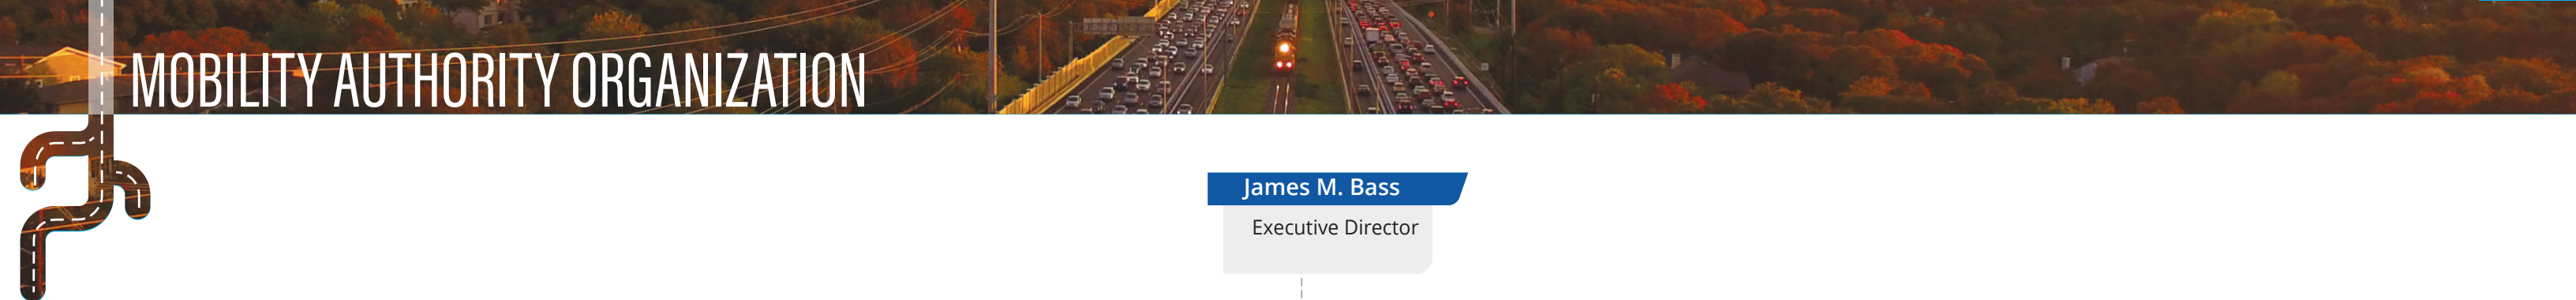 MOBILITY AUTHORITY ORGANIZATION
James M. Bass
Executive Director